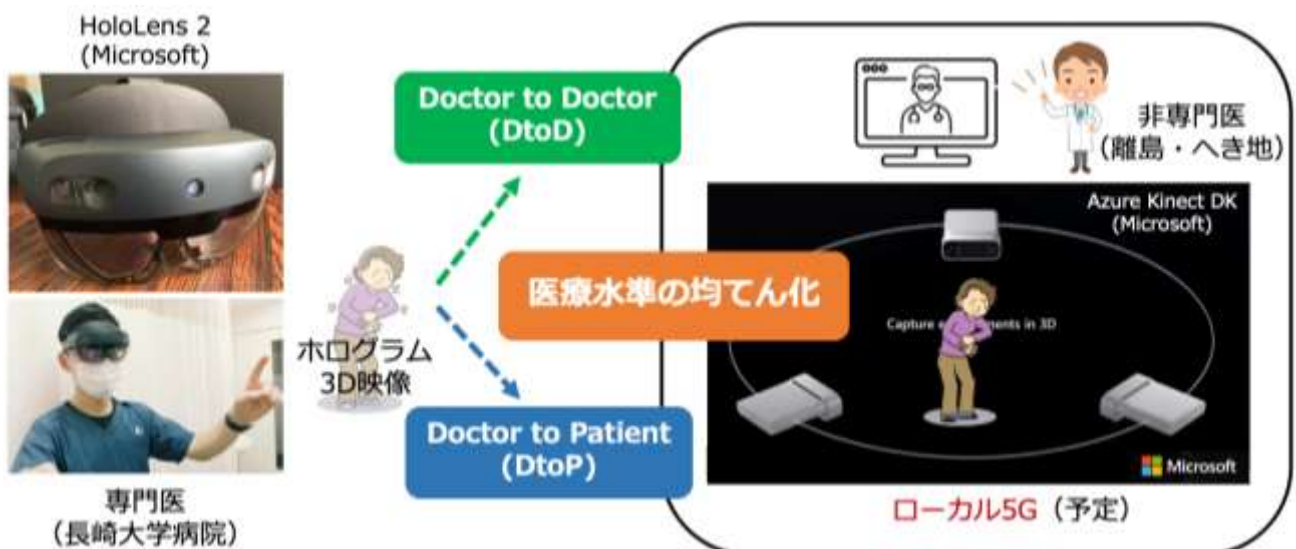 HoloLens 2
(Microsoft)
専門医
（長崎大学病院）
ホログラム
3D映像
Doctor to Doctor
(DtoD)
医療水準の均てん化
Doctor to Patient
(DtoP)
非専門医
（離島・へき地）
Azure Kinect DK
(Microsoft)
Capture e ments in 3D
Microsoft
ローカル5G（予定）